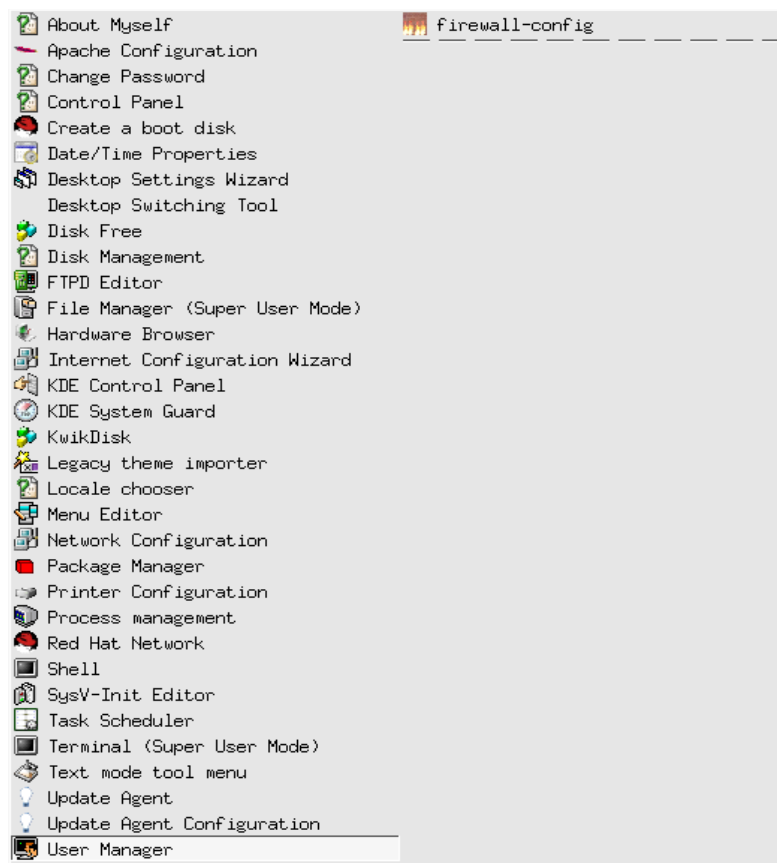 About Myself
Apache Configuration
Change Password
Control Panel
Create a boot disk
Date/Time Properties
Desktop Settings Wizard
Desktop Switching Tool
Disk Free
Disk Management
FTPD Editor
File Manager (Super User Mode)
Hardware Browser
Internet Configuration Wizard
KDE Control Panel
KDE System Guard
KwikDisk
Legacy theme importer
Locale chooser
Menu Editor
Network Configuration
Package Manager
Printer Configuration
Process management
Red Hat Network
Shell
SysV-Init Editor
Task Scheduler
Terminal (Super User Mode)
Text mode tool menu
Update Agent
Update Agent Configuration
User Manager
firewall-config